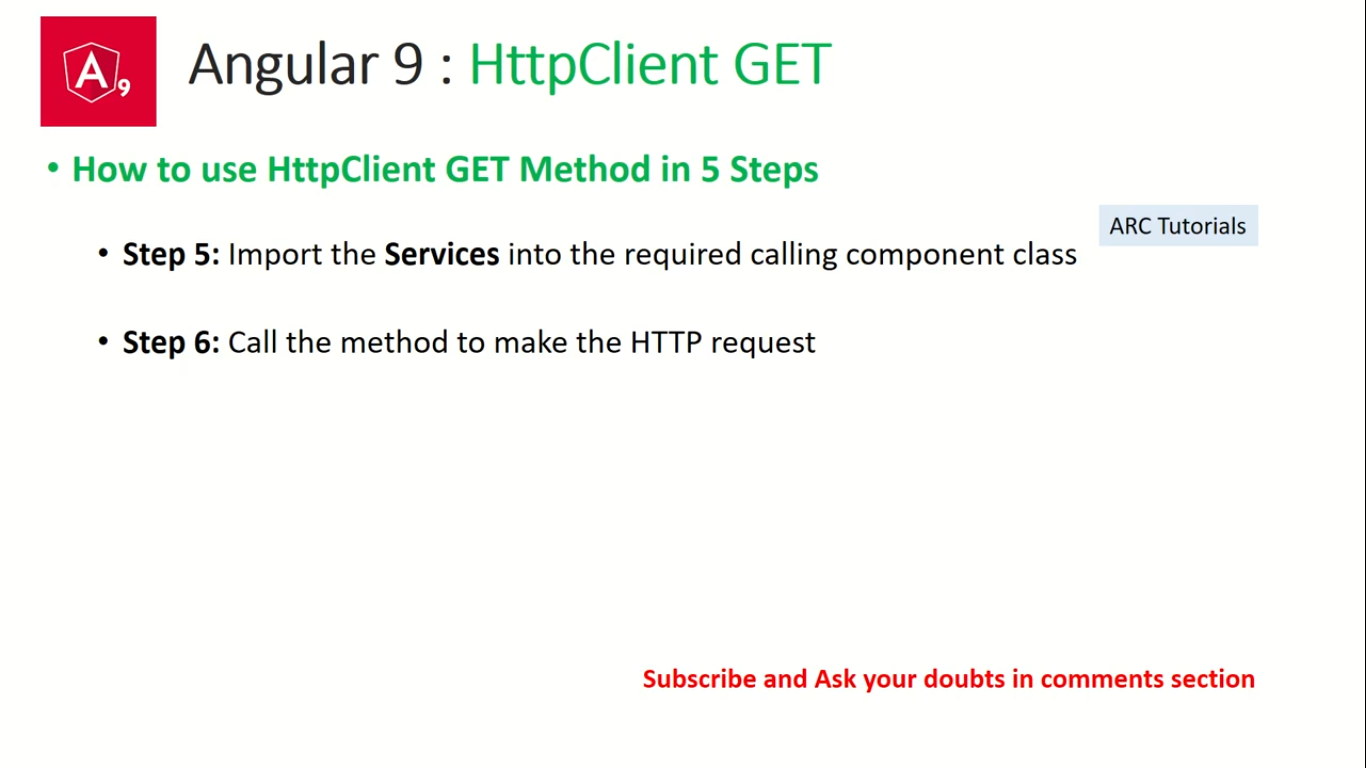 A 9
Angular 9 : HttpClient GET
• How to use HttpClient GET Method in 5 Steps
ARC Tutorials
• Step 5: Import the Services into the required calling component class
• Step 6: Call the method to make the HTTP request
Subscribe and Ask your doubts in comments section